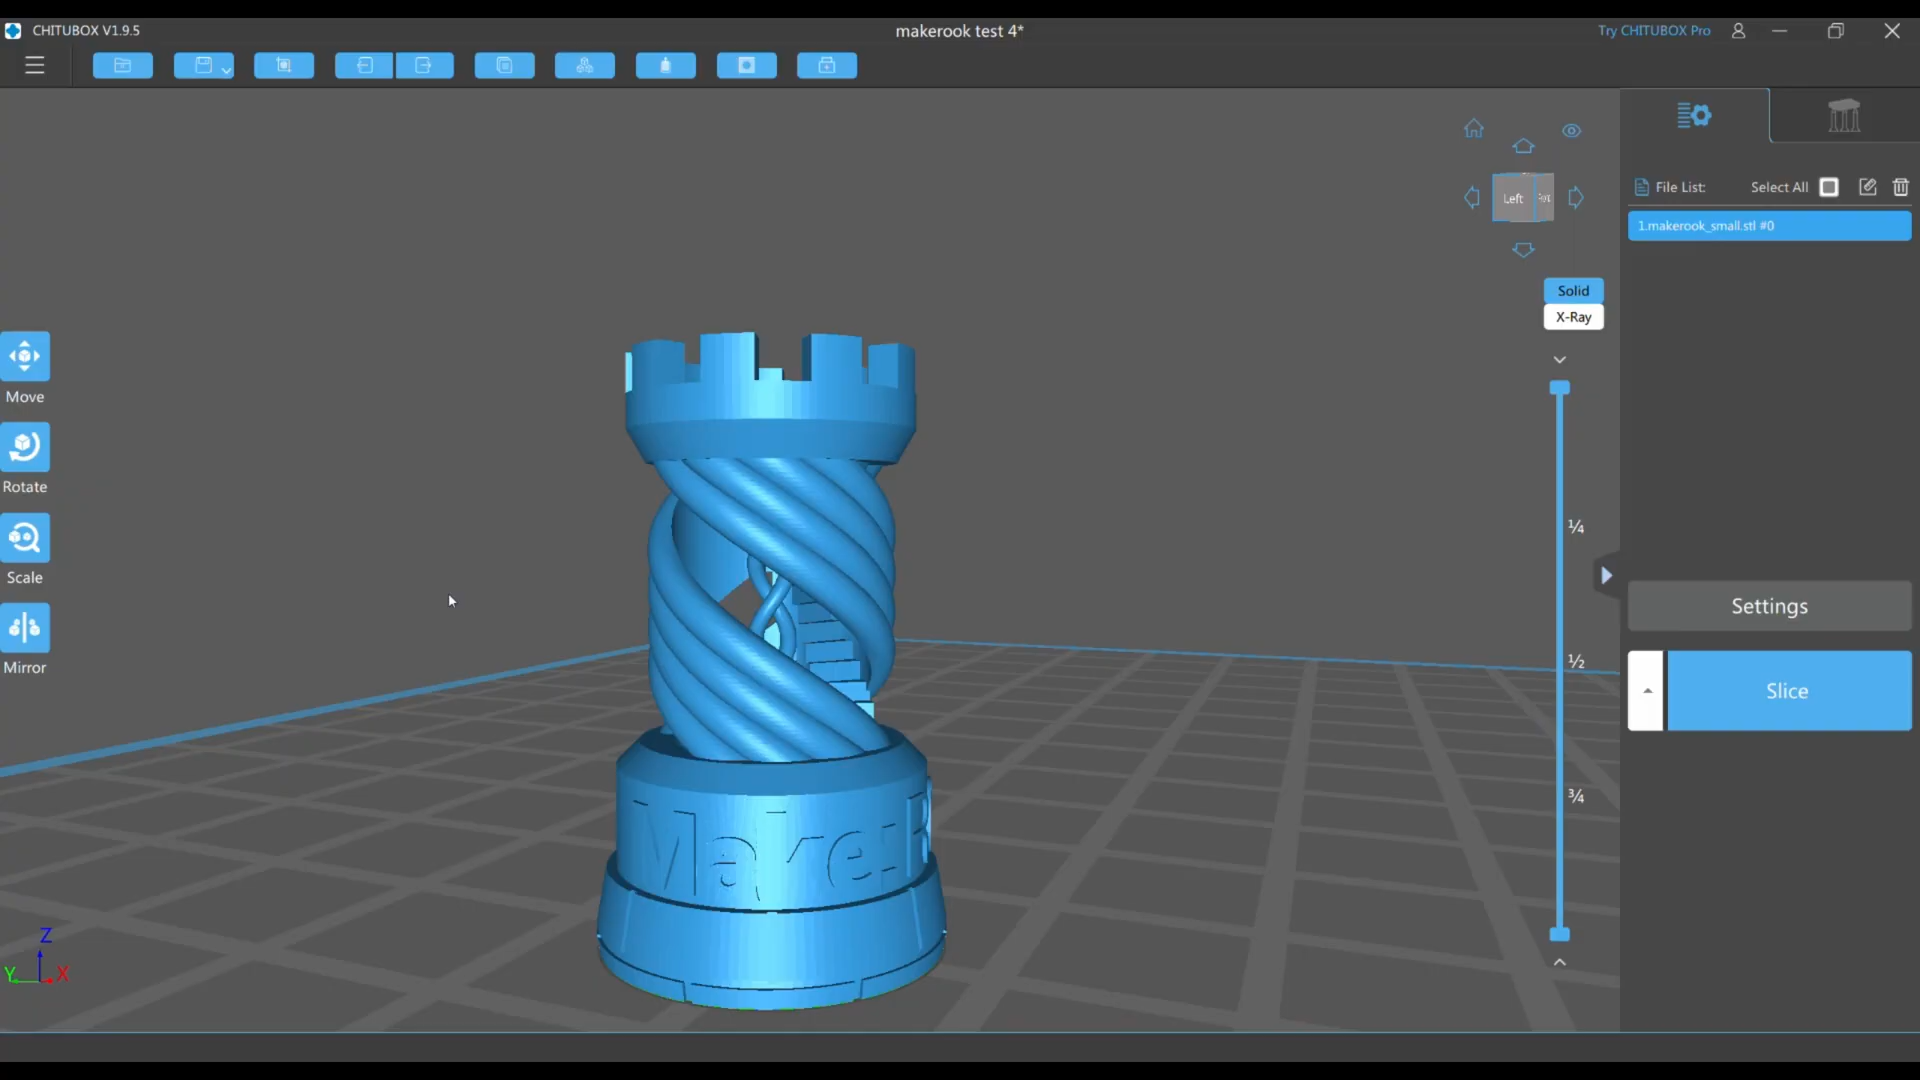 CHITUBOX V1.9.5
makerook test 4*
Try CHITUBOX Pro
File List:
Select All
1.makerook_small.stl #0
Left
Solid
X-Ray
Move
Rotate
Scale
Mirror
¼
½
¾
Settings
Slice
Maker
Z
Y
X